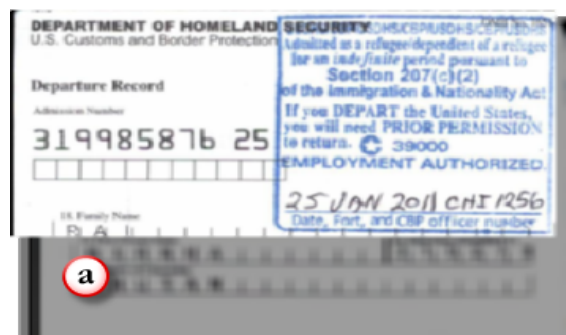 DEPARTMENT OF HOMELAND SECURITY
U.S. Customs and Border Protection
Admitted as a refugee/dependent of a refugee
for an indefinite period pursuant to
Section 207(c)(2)
of the Immigration & Nationality Act
If you DEPART the United States,
you will need PRIOR PERMISSION
to return. C 39000
EMPLOYMENT AUTHORIZED
25 JAN 2011 CHI 1256
Date, Port, and CBP officer number
Departure Record
Admission Number
319985876 25
18. Family Name
a